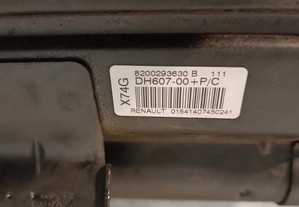 X74G
8200293630 B 111
DH607-00+P/C
RENAULT 01541407450241